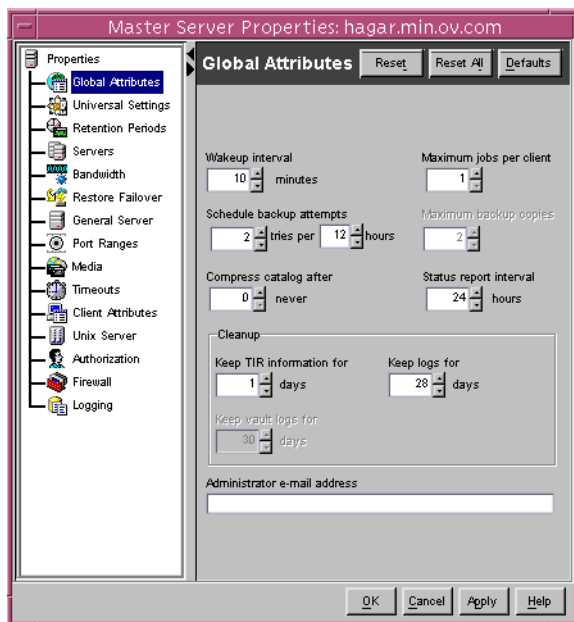 Master Server Properties: hagar.min.ov.com
Properties
Global Attributes
Universal Settings
Retention Periods
Servers
Bandwidth
Restore Failover
General Server
Port Ranges
Media
Timeouts
Client Attributes
Unix Server
Authorization
Firewall
Logging
Global Attributes Reset Reset All Defaults
Wakeup interval Maximum jobs per client
10 minutes 1
Schedule backup attempts Maximum backup copies
2 tries per 12 hours 2
Compress catalog after Status report interval
0 never 24 hours
Cleanup
Keep TIR information for Keep logs for
1 days 28 days
Keep vault logs for
30 days
Administrator e-mail address
OK Cancel Apply Help